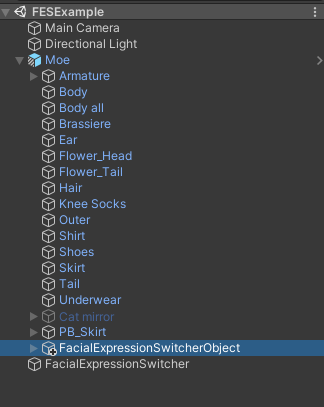 FESExample
Main Camera
Directional Light
Moe
Armature
Body
Body all
Brassiere
Ear
Flower_Head
Flower_Tail
Hair
Knee Socks
Outer
Shirt
Shoes
Skirt
Tail
Underwear
Cat mirror
PB_Skirt
FacialExpressionSwitcherObject
FacialExpressionSwitcher